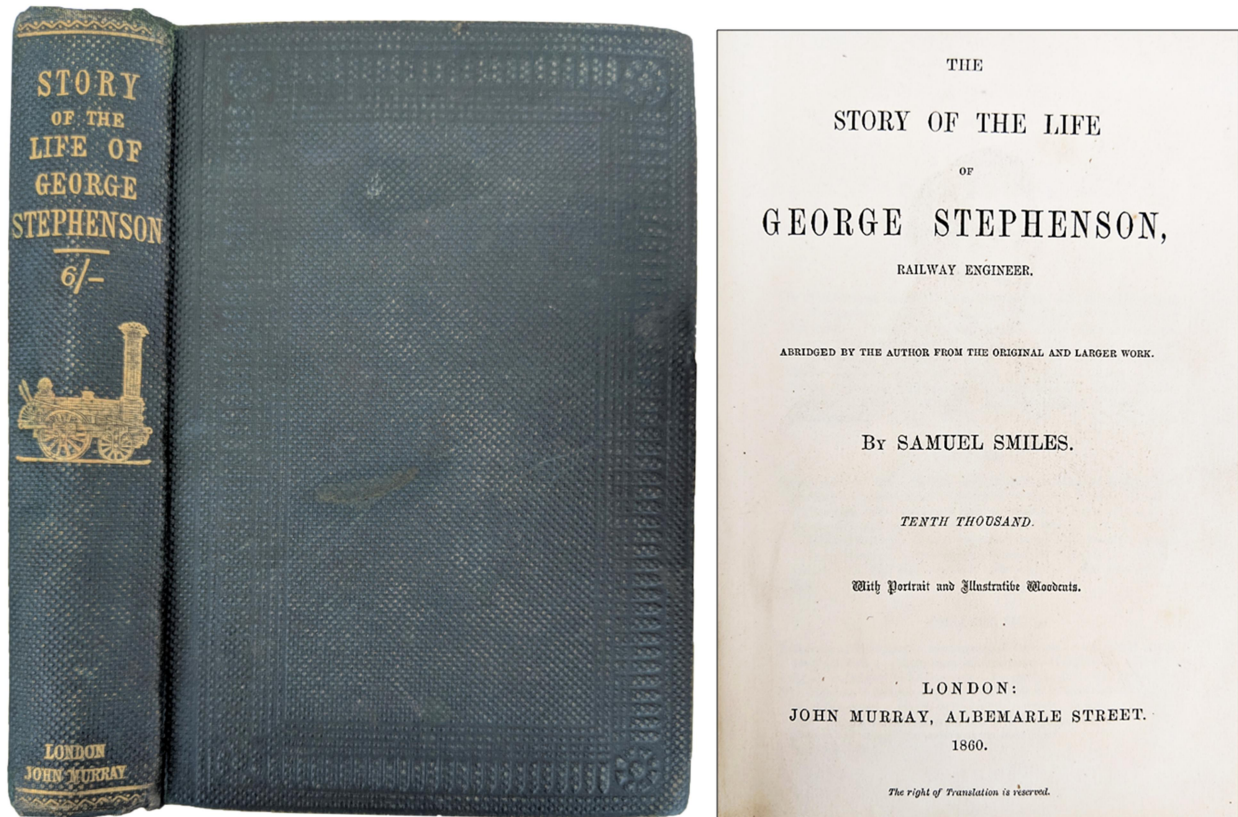 STORY
OF THE
LIFE OF
GEORGE
STEPHENSON
6/-
LONDON
JOHN MURRAY
THE
STORY OF THE LIFE
OF
GEORGE STEPHENSON,
RAILWAY ENGINEER.
ABRIDGED BY THE AUTHOR FROM THE ORIGINAL AND LARGER WORK.
BY SAMUEL SMILES.
TENTH THOUSAND.
With Portrait and Illustrative Woodcuts.
LONDON:
JOHN MURRAY, ALBEMARLE STREET.
1860.
The right of Translation is reserved.